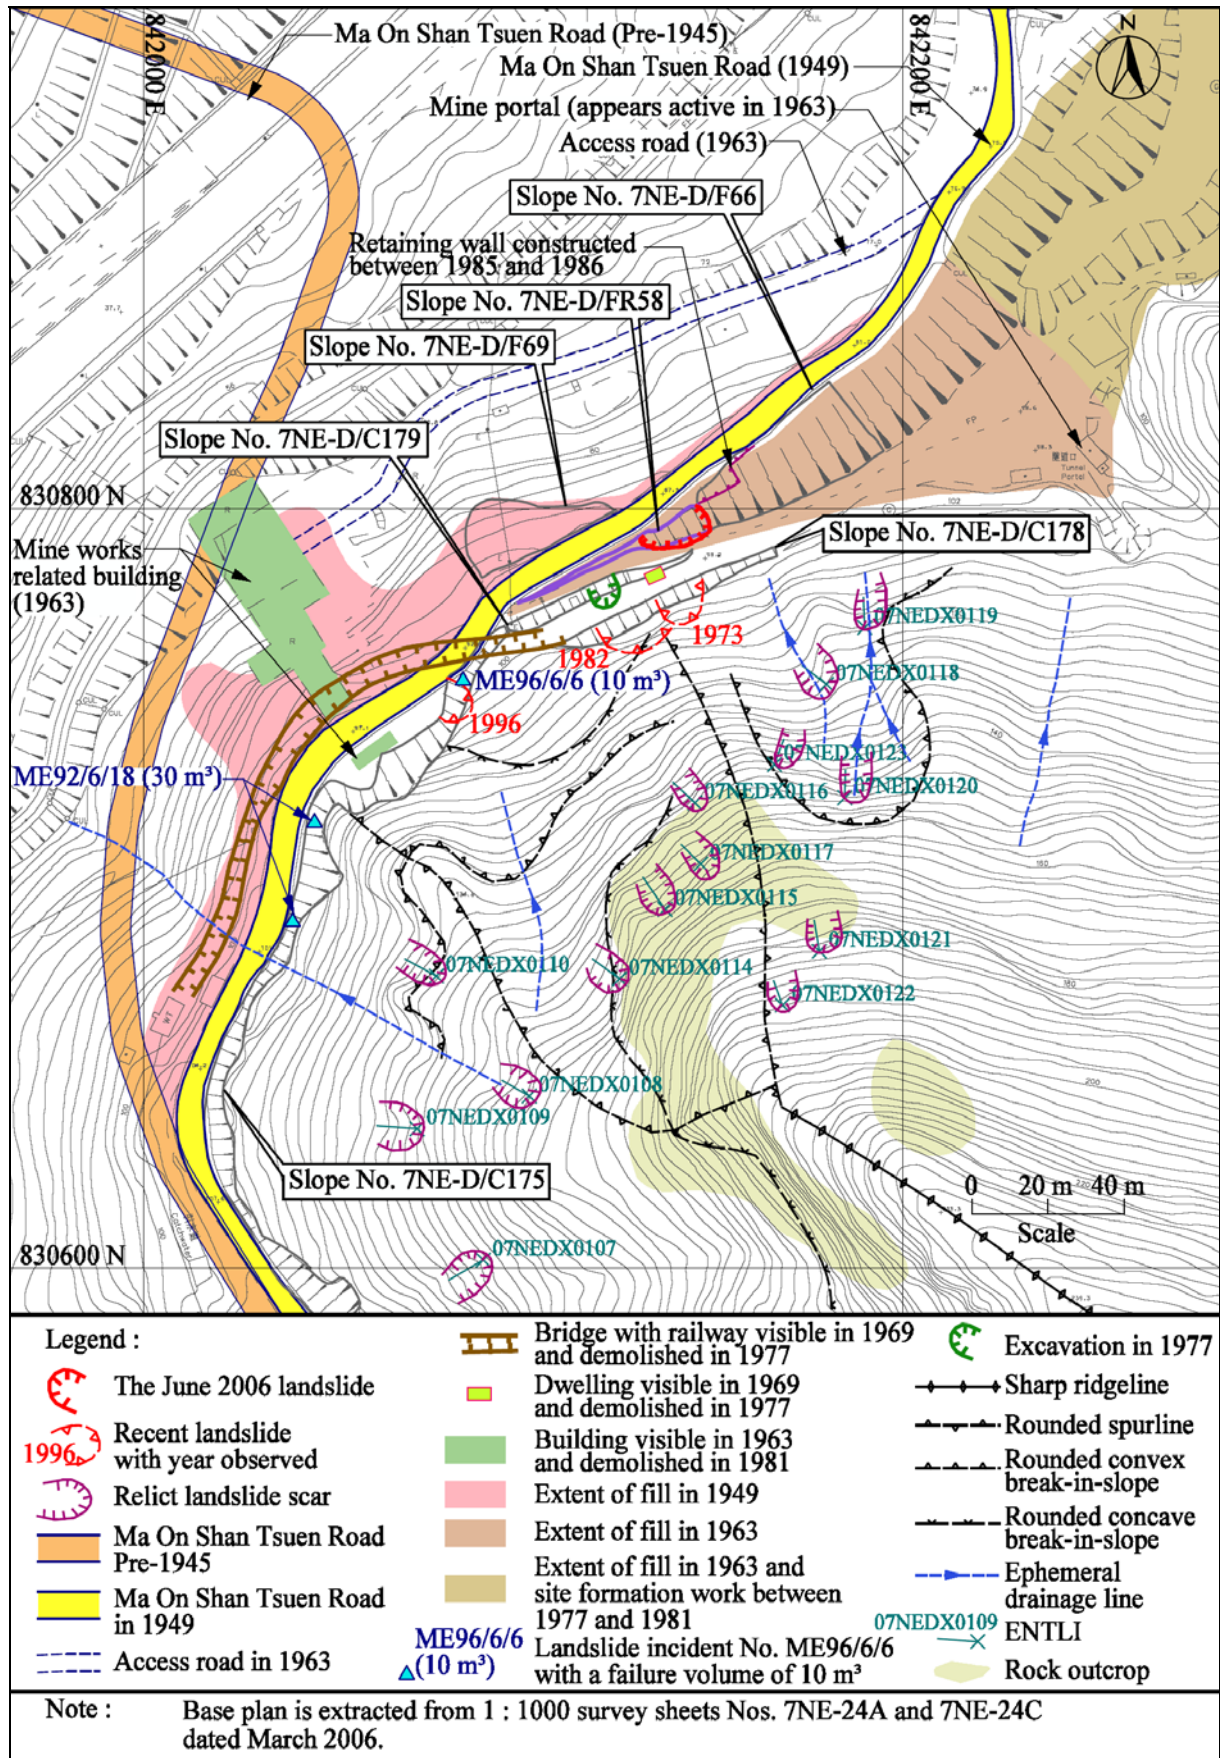 842000 E
842200 E
N
Ma On Shan Tsuen Road (Pre-1945)
Ma On Shan Tsuen Road (1949)
Mine portal (appears active in 1963)
Access road (1963)
Slope No. 7NE-D/F66
Retaining wall constructed
between 1985 and 1986
Slope No. 7NE-D/FR58
Slope No. 7NE-D/F69
Slope No. 7NE-D/C179
830800 N
Slope No. 7NE-D/C178
Mine works
related building
(1963)
隧道口
Tunnel
Portal
FP
102
1973
1982
ME96/6/6 (10 m³)
1996
ME92/6/18 (30 m³)
07NEDX0119
07NEDX0118
07NEDX0123
07NEDX0116
07NEDX0120
07NEDX0117
07NEDX0115
07NEDX0121
07NEDX0110
07NEDX0114
07NEDX0122
07NEDX0108
07NEDX0109
Slope No. 7NE-D/C175
07NEDX0107
Catchwater
WT
0 20 m 40 m
Scale
830600 N
Legend :
The June 2006 landslide
1996
Recent landslide
with year observed
Relict landslide scar
Ma On Shan Tsuen Road
Pre-1945
Ma On Shan Tsuen Road
in 1949
Access road in 1963
Bridge with railway visible in 1969
and demolished in 1977
Dwelling visible in 1969
and demolished in 1977
Building visible in 1963
and demolished in 1981
Extent of fill in 1949
Extent of fill in 1963
Extent of fill in 1963 and
site formation work between
1977 and 1981
ME96/6/6
(10 m³)
Landslide incident No. ME96/6/6
with a failure volume of 10 m³
Excavation in 1977
Sharp ridgeline
Rounded spurline
Rounded convex
break-in-slope
Rounded concave
break-in-slope
Ephemeral
drainage line
07NEDX0109
ENTLI
Rock outcrop
Note : Base plan is extracted from 1 : 1000 survey sheets Nos. 7NE-24A and 7NE-24C
dated March 2006.